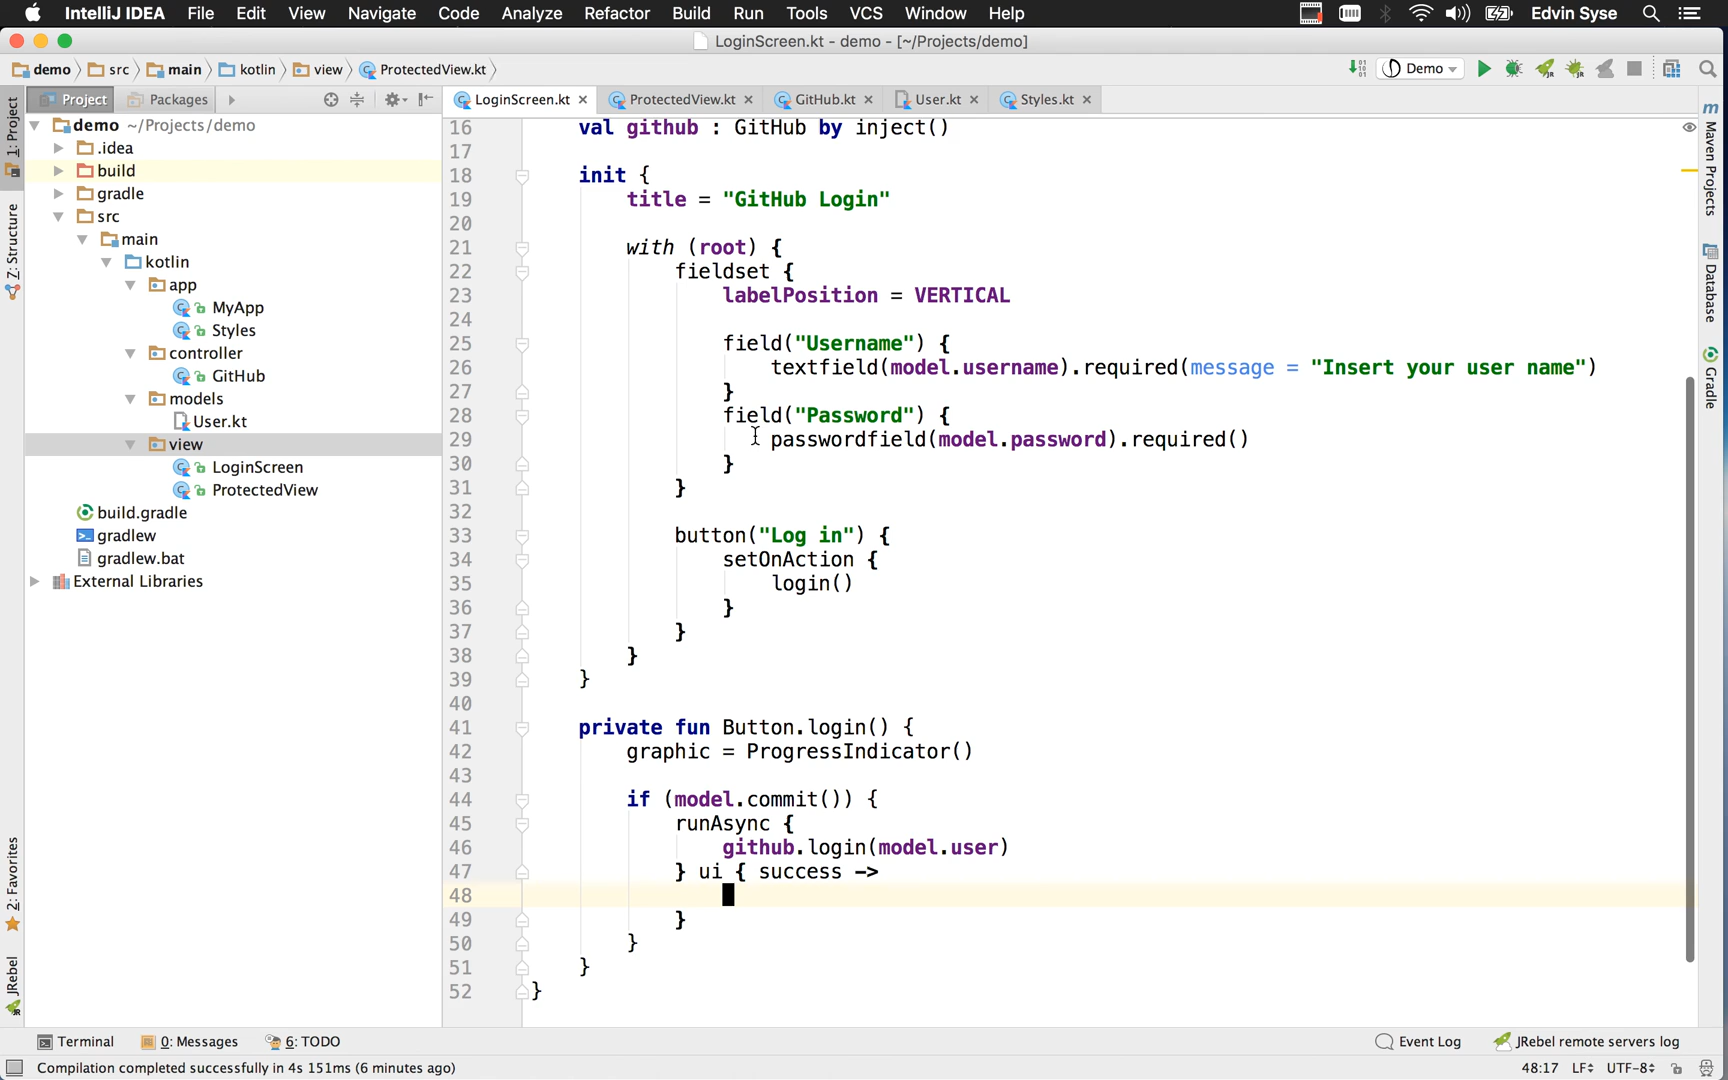 IntelliJ IDEA File Edit View Navigate Code Analyze Refactor Build Run Tools VCS Window Help Edvin Syse
LoginScreen.kt - demo - [~/Projects/demo]
demo src main kotlin view ProtectedView.kt Demo
Project Packages LoginScreen.kt ProtectedView.kt GitHub.kt User.kt Styles.kt
1: Project
Z: Structure
2: Favorites
JRebel
demo ~/Projects/demo
.idea
build
gradle
src
main
kotlin
app
MyApp
Styles
controller
GitHub
models
User.kt
view
LoginScreen
ProtectedView
build.gradle
gradlew
gradlew.bat
External Libraries
16 val github : GitHub by inject()
17
18 init {
19 title = "GitHub Login"
20
21 with (root) {
22 fieldset {
23 labelPosition = VERTICAL
24
25 field("Username") {
26 textfield(model.username).required(message = "Insert your user name")
27 }
28 field("Password") {
29 passwordfield(model.password).required()
30 }
31 }
32
33 button("Log in") {
34 setOnAction {
35 login()
36 }
37 }
38 }
39 }
40
41 private fun Button.login() {
42 graphic = ProgressIndicator()
43
44 if (model.commit()) {
45 runAsync {
46 github.login(model.user)
47 } ui { success ->
48
49 }
50 }
51 }
52 }
m Maven Projects
Database
Gradle
Terminal 0: Messages 6: TODO Event Log JRebel remote servers log
Compilation completed successfully in 4s 151ms (6 minutes ago) 48:17 LF UTF-8